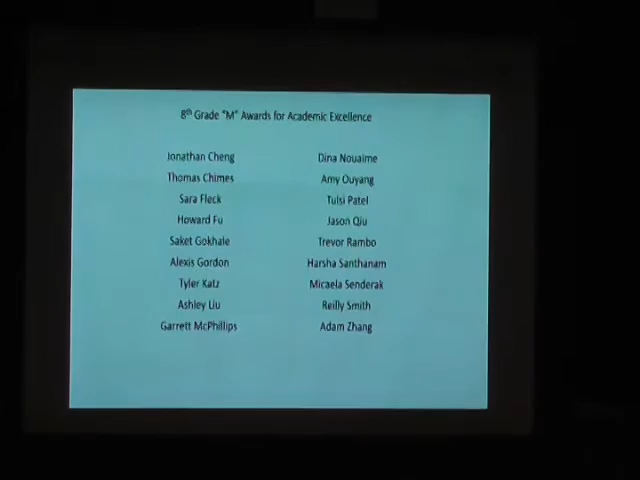 8th Grade "M" Awards for Academic Excellence
Jonathan Cheng
Thomas Chimes
Sara Fleck
Howard Fu
Saket Gokhale
Alexis Gordon
Tyler Katz
Ashley Liu
Garrett McPhillips
Dina Nouaime
Amy Ouyang
Tulsi Patel
Jason Qiu
Trevor Rambo
Harsha Santhanam
Micaela Senderak
Reilly Smith
Adam Zhang